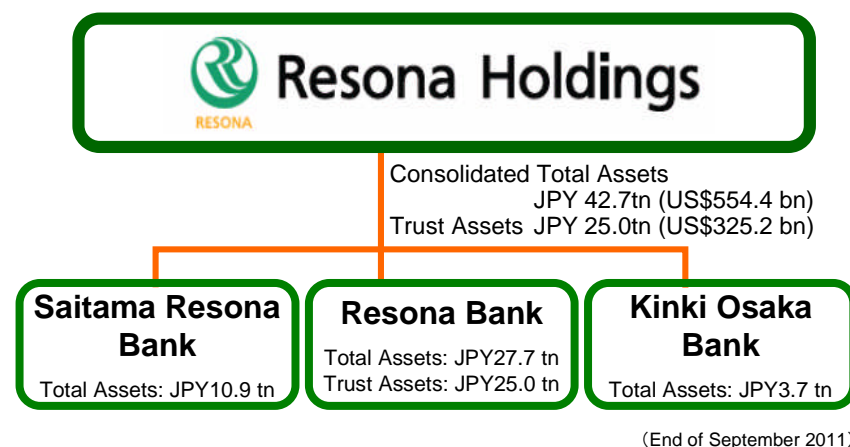 RESONA
Resona Holdings
Consolidated Total Assets
JPY 42.7tn (US$554.4 bn)
Trust Assets JPY 25.0tn (US$325.2 bn)
Saitama Resona
Bank
Total Assets: JPY10.9 tn
Resona Bank
Total Assets: JPY27.7 tn
Trust Assets: JPY25.0 tn
Kinki Osaka
Bank
Total Assets: JPY3.7 tn
（End of September 2011）